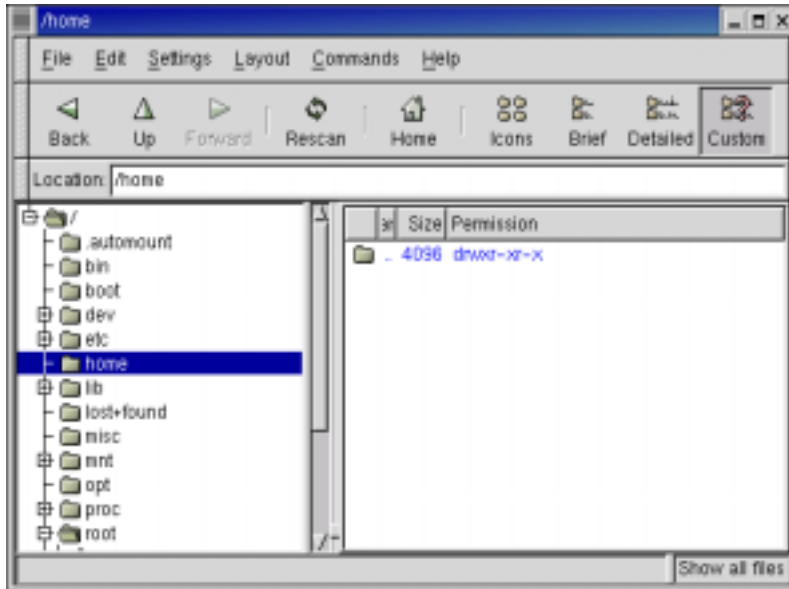 /home
File Edit Settings Layout Commands Help
Back Up Forward Rescan Home Icons Brief Detailed Custom
Location: /home
/
.automount
bin
boot
dev
etc
home
lib
lost+found
misc
mnt
opt
proc
root
Size Permission
.. 4096 drwxr-xr-x
Show all files